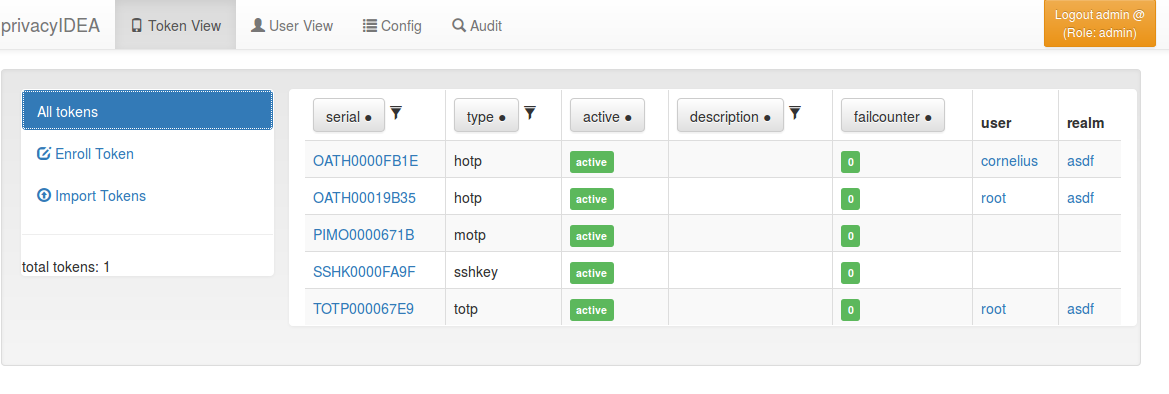 privacyIDEA Token View User View Config Audit Logout admin @
(Role: admin)
All tokens
Enroll Token
Import Tokens
total tokens: 1
serial ● type ● active ● description ● failcounter ● user realm
OATH0000FB1E hotp active 0 cornelius asdf
OATH00019B35 hotp active 0 root asdf
PIMO0000671B motp active 0
SSHK0000FA9F sshkey active 0
TOTP000067E9 totp active 0 root asdf